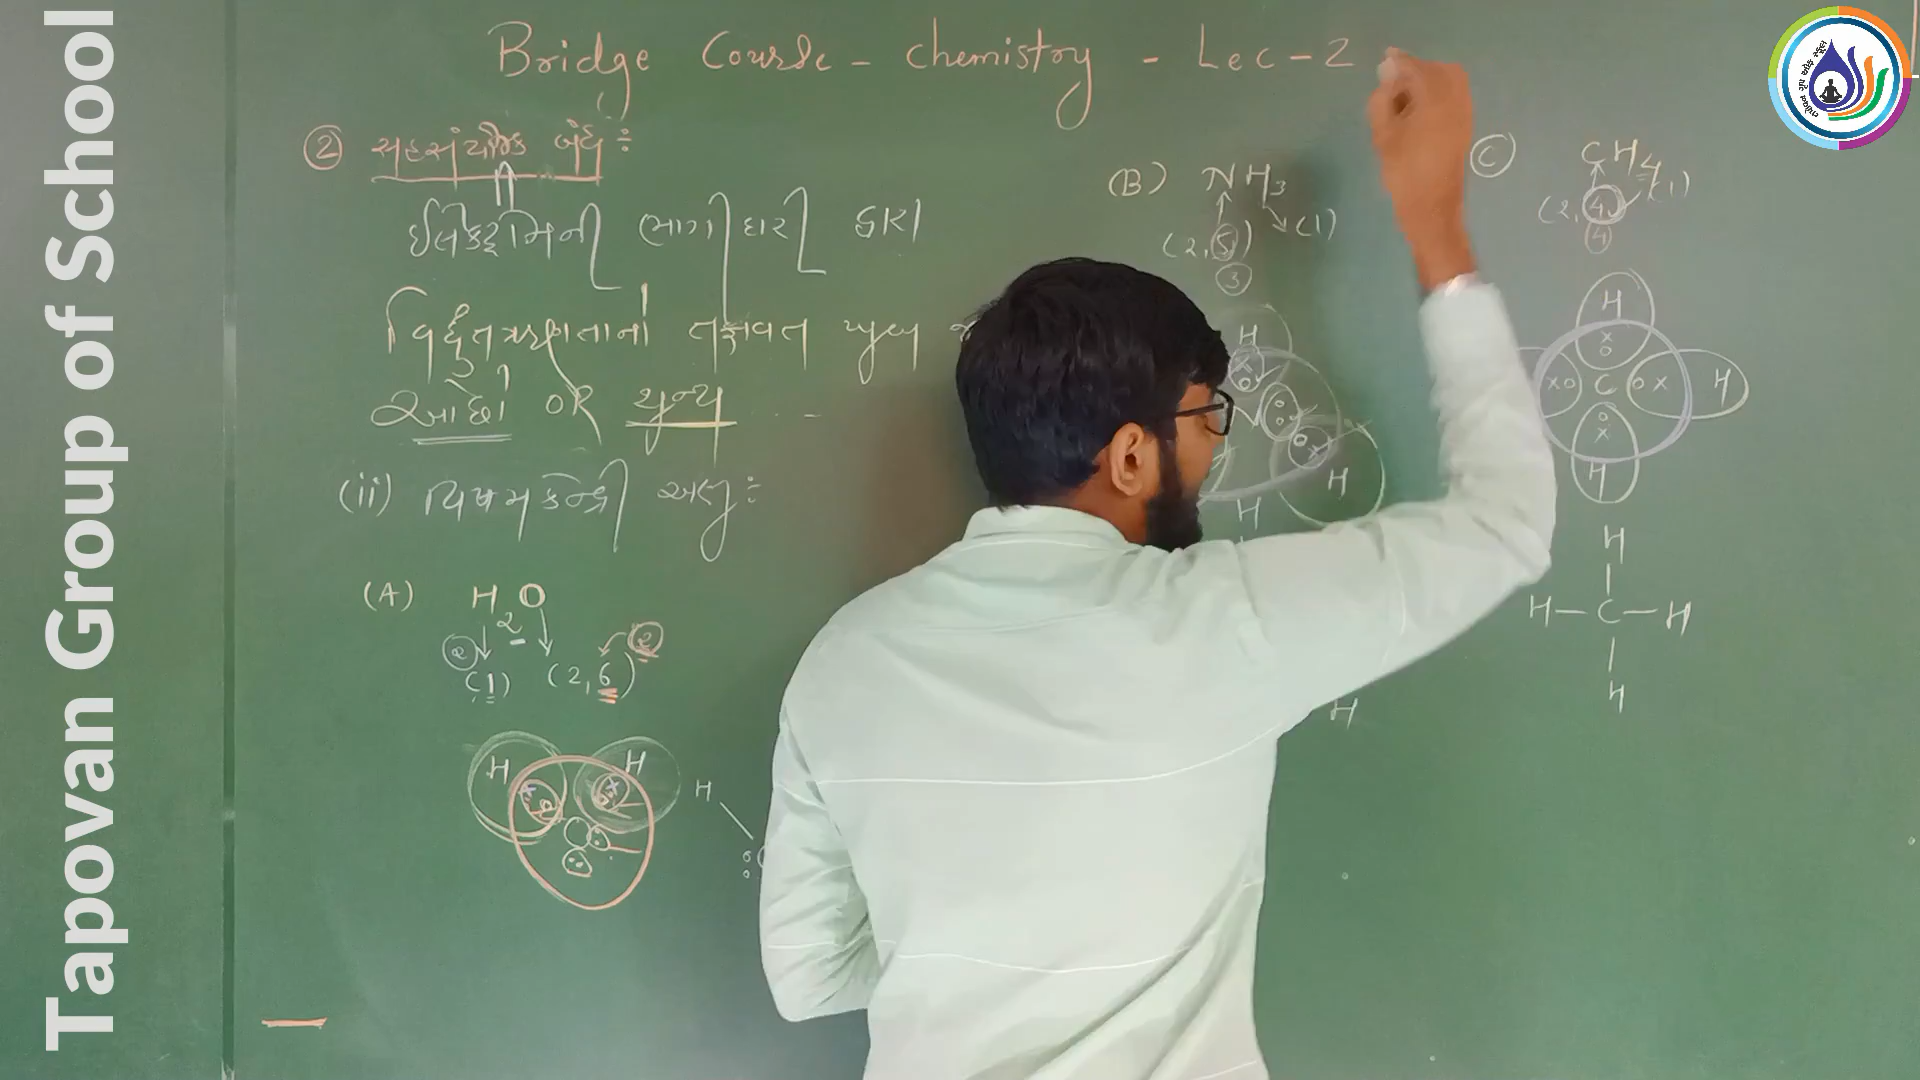 Tapovan Group of School
Bridge Course - Chemistry - Lec - 2
② સહસંયોજક બંધ :
ઈલેક્ટ્રોનની ભાગીદારી દ્વારા
વિદ્યુતઋણતાનો તફાવત ખુબ
ઓછો OR શૂન્ય
(ii) વિષમકેન્દ્રી અણુ :
(A) H2O
(1) (2,6) 2
H H
H
(B) NH3
(2,5) (1)
3
H
N
H
H
H
C CH4
(2,4) (1)
4
H
C H
H
H
H - C - H
H